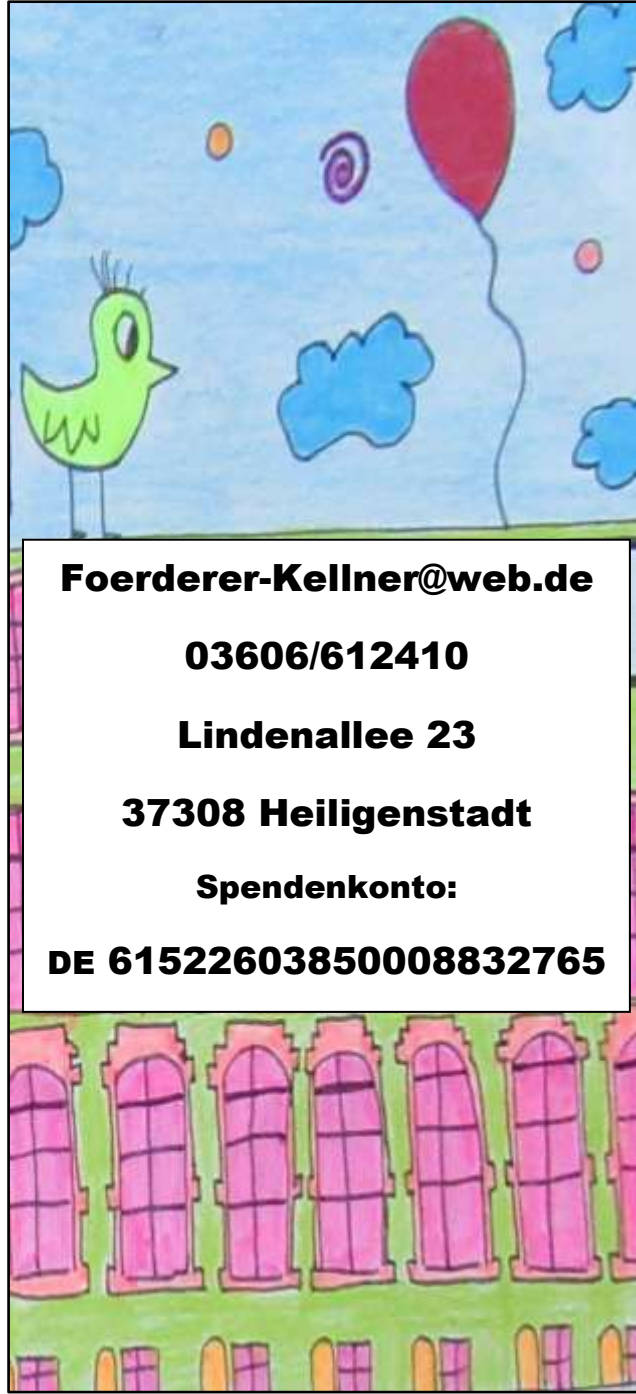 Foerderer-Kellner@web.de
03606/612410
Lindenallee 23
37308 Heiligenstadt
Spendenkonto:
DE 61522603850008832765